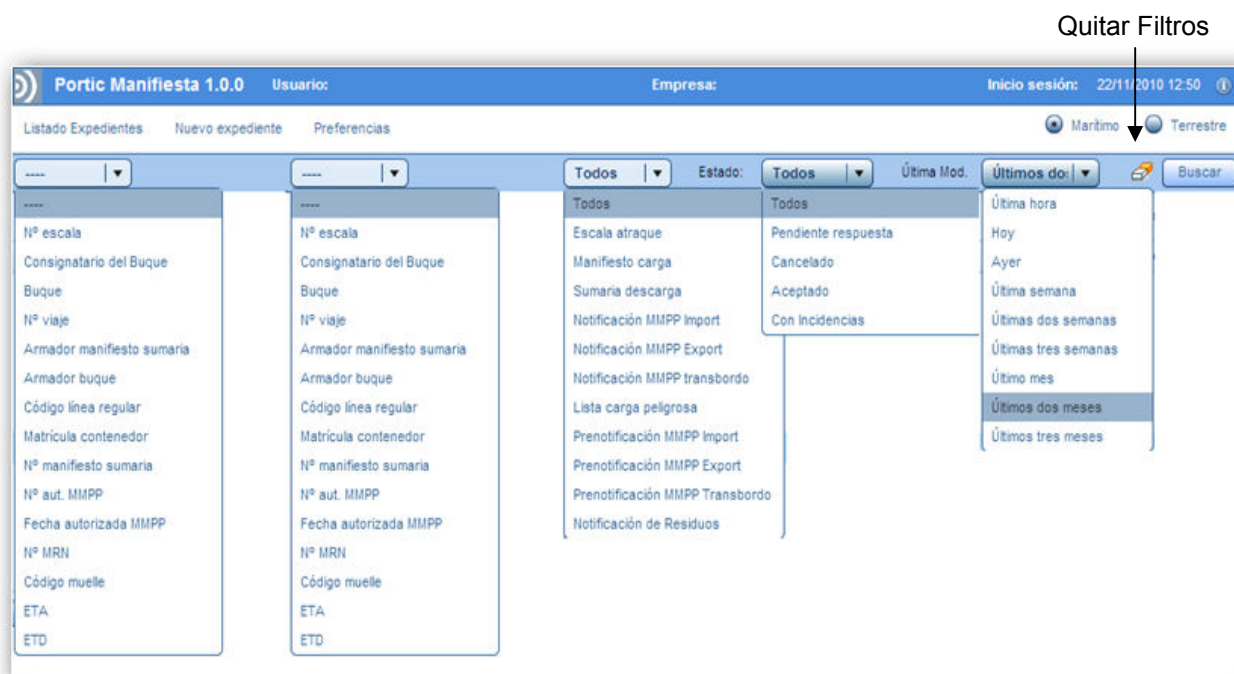 Quitar Filtros
Portic Manifiesta 1.0.0 Usuario: Empresa: Inicio sesión: 22/11/2010 12:50
Listado Expedientes Nuevo expediente Preferencias Marítimo Terrestre
---- ---- Todos Estado: Todos Última Mod. Últimos do: Buscar
----
Nº escala
Consignatario del Buque
Buque
Nº viaje
Armador manifiesto sumaria
Armador buque
Código línea regular
Matrícula contenedor
Nº manifiesto sumaria
Nº aut. MMPP
Fecha autorizada MMPP
Nº MRN
Código muelle
ETA
ETD
----
Nº escala
Consignatario del Buque
Buque
Nº viaje
Armador manifiesto sumaria
Armador buque
Código línea regular
Matrícula contenedor
Nº manifiesto sumaria
Nº aut. MMPP
Fecha autorizada MMPP
Nº MRN
Código muelle
ETA
ETD
Todos
Escala atraque
Manifiesto carga
Sumaria descarga
Notificación MMPP Import
Notificación MMPP Export
Notificación MMPP transbordo
Lista carga peligrosa
Prenotificación MMPP Import
Prenotificación MMPP Export
Prenotificación MMPP Transbordo
Notificación de Residuos
Todos
Pendiente respuesta
Cancelado
Aceptado
Con Incidencias
Última hora
Hoy
Ayer
Última semana
Últimas dos semanas
Últimas tres semanas
Último mes
Últimos dos meses
Últimos tres meses